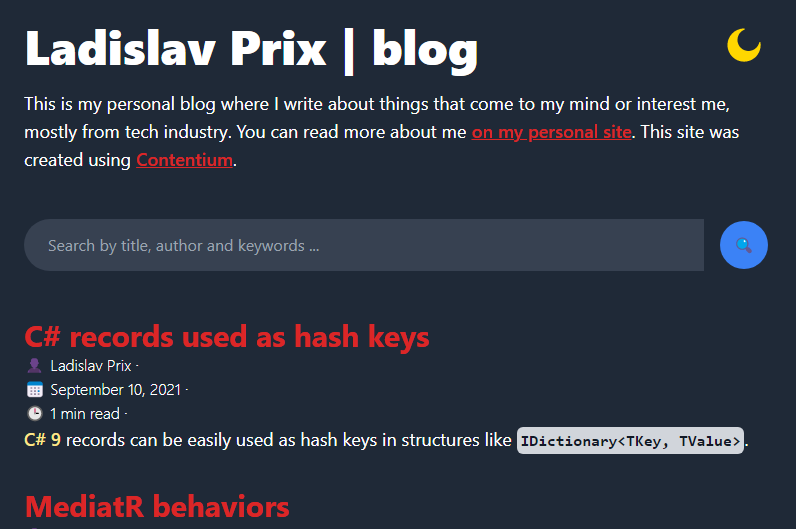 Ladislav Prix | blog
This is my personal blog where I write about things that come to my mind or interest me,
mostly from tech industry. You can read more about me on my personal site. This site was
created using Contentium.
Search by title, author and keywords ...
C# records used as hash keys
Ladislav Prix ·
September 10, 2021 ·
1 min read ·
C# 9 records can be easily used as hash keys in structures like IDictionary<TKey, TValue>.
MediatR behaviors